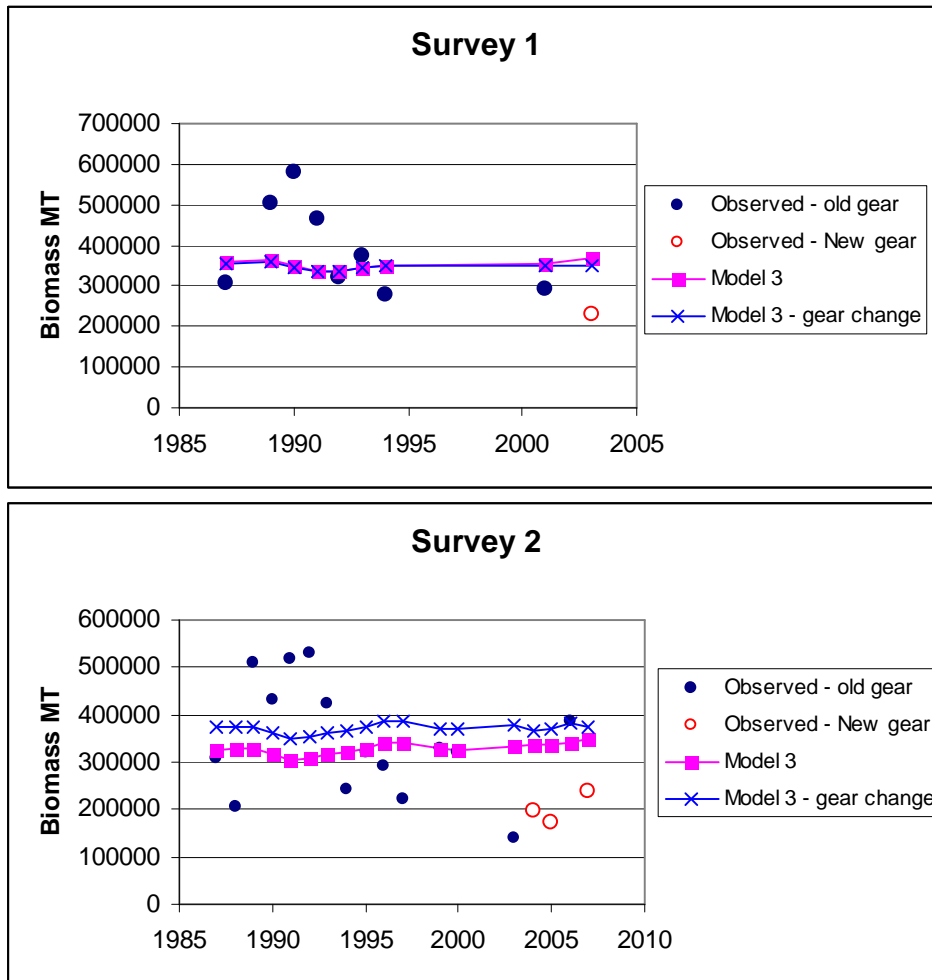 Survey 1
Biomass MT
700000
600000
500000
400000
300000
200000
100000
0
1985 1990 1995 2000 2005
Observed - old gear
Observed - New gear
Model 3
Model 3 - gear change
Survey 2
Biomass MT
600000
500000
400000
300000
200000
100000
0
1985 1990 1995 2000 2005 2010
Observed - old gear
Observed - New gear
Model 3
Model 3 - gear change